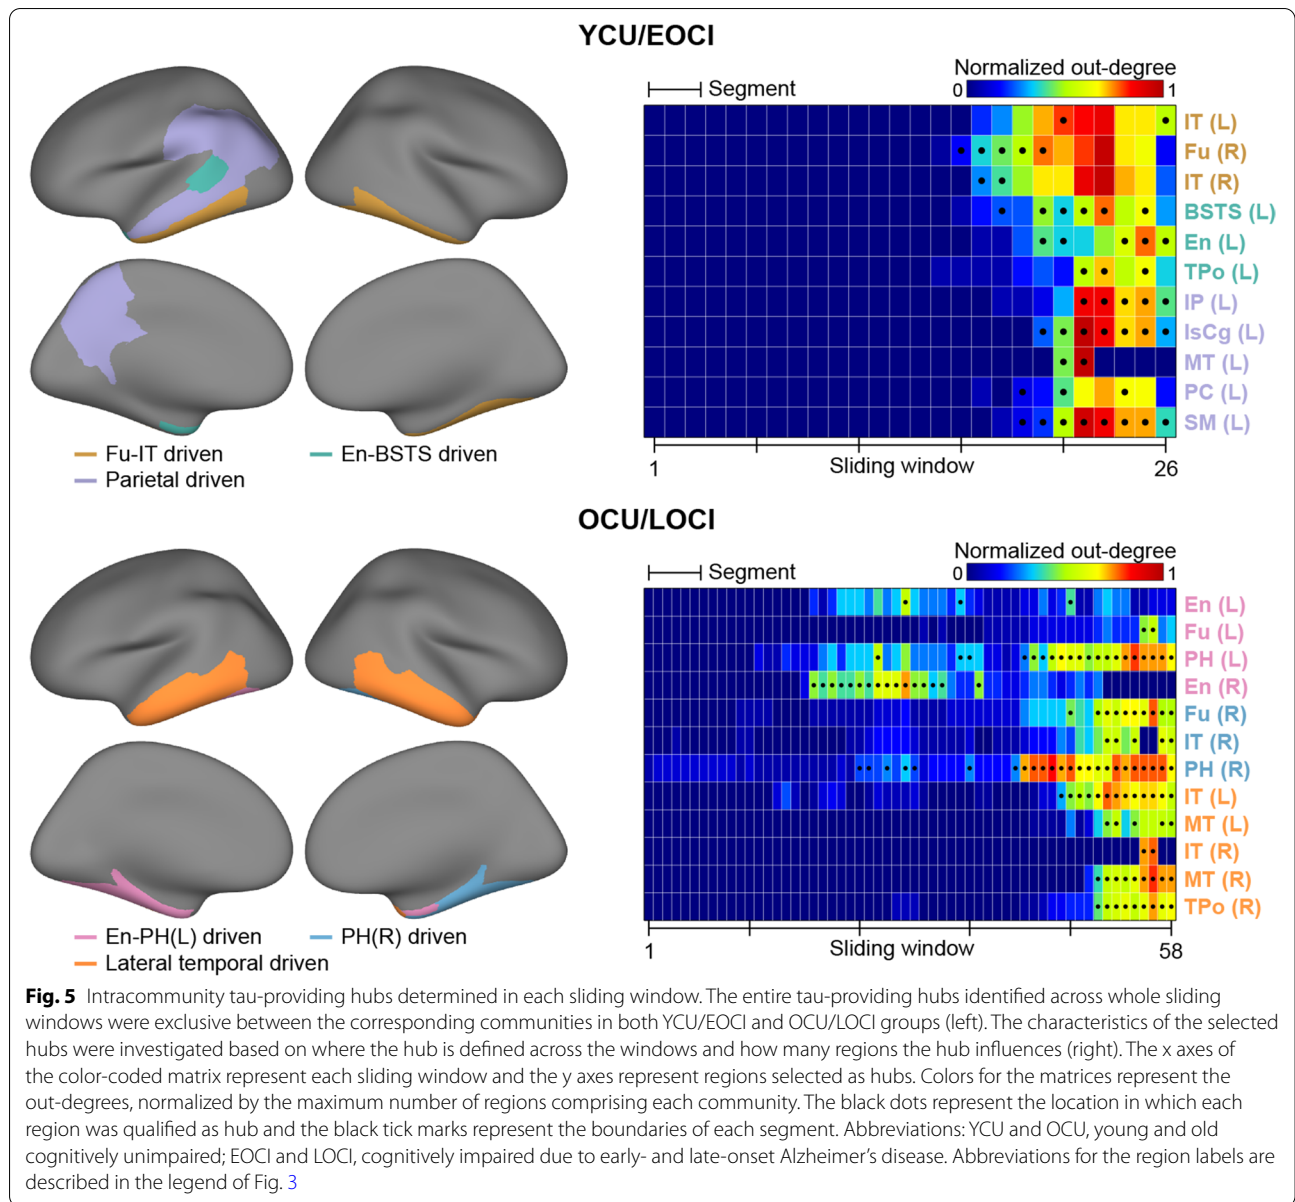 YCU/EOCI
Normalized out-degree
0 1
Segment
IT (L)
Fu (R)
IT (R)
BSTS (L)
En (L)
TPo (L)
IP (L)
IsCg (L)
MT (L)
PC (L)
SM (L)
1 Sliding window 26
Fu-IT driven En-BSTS driven
Parietal driven
OCU/LOCI
Normalized out-degree
0 1
Segment
En (L)
Fu (L)
PH (L)
En (R)
Fu (R)
IT (R)
PH (R)
IT (L)
MT (L)
IT (R)
MT (R)
TPo (R)
1 Sliding window 58
En-PH(L) driven PH(R) driven
Lateral temporal driven
Fig. 5 Intracommunity tau-providing hubs determined in each sliding window. The entire tau-providing hubs identified across whole sliding
windows were exclusive between the corresponding communities in both YCU/EOCI and OCU/LOCI groups (left). The characteristics of the selected
hubs were investigated based on where the hub is defined across the windows and how many regions the hub influences (right). The x axes of
the color-coded matrix represent each sliding window and the y axes represent regions selected as hubs. Colors for the matrices represent the
out-degrees, normalized by the maximum number of regions comprising each community. The black dots represent the location in which each
region was qualified as hub and the black tick marks represent the boundaries of each segment. Abbreviations: YCU and OCU, young and old
cognitively unimpaired; EOCI and LOCI, cognitively impaired due to early- and late-onset Alzheimer's disease. Abbreviations for the region labels are
described in the legend of Fig. 3